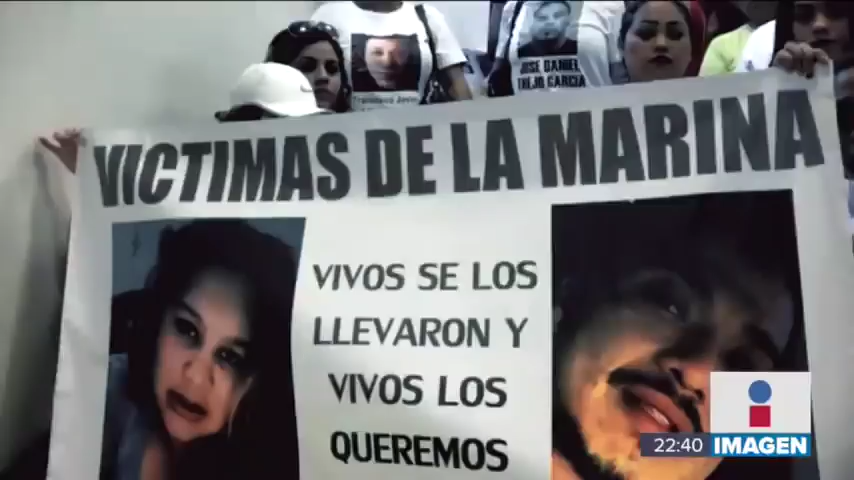 JOSE DANIEL
TREJO GARCIA
VICTIMAS DE LA MARINA
VIVOS SE LOS
LLEVARON Y
VIVOS LOS
QUEREMOS
22:40 IMAGEN